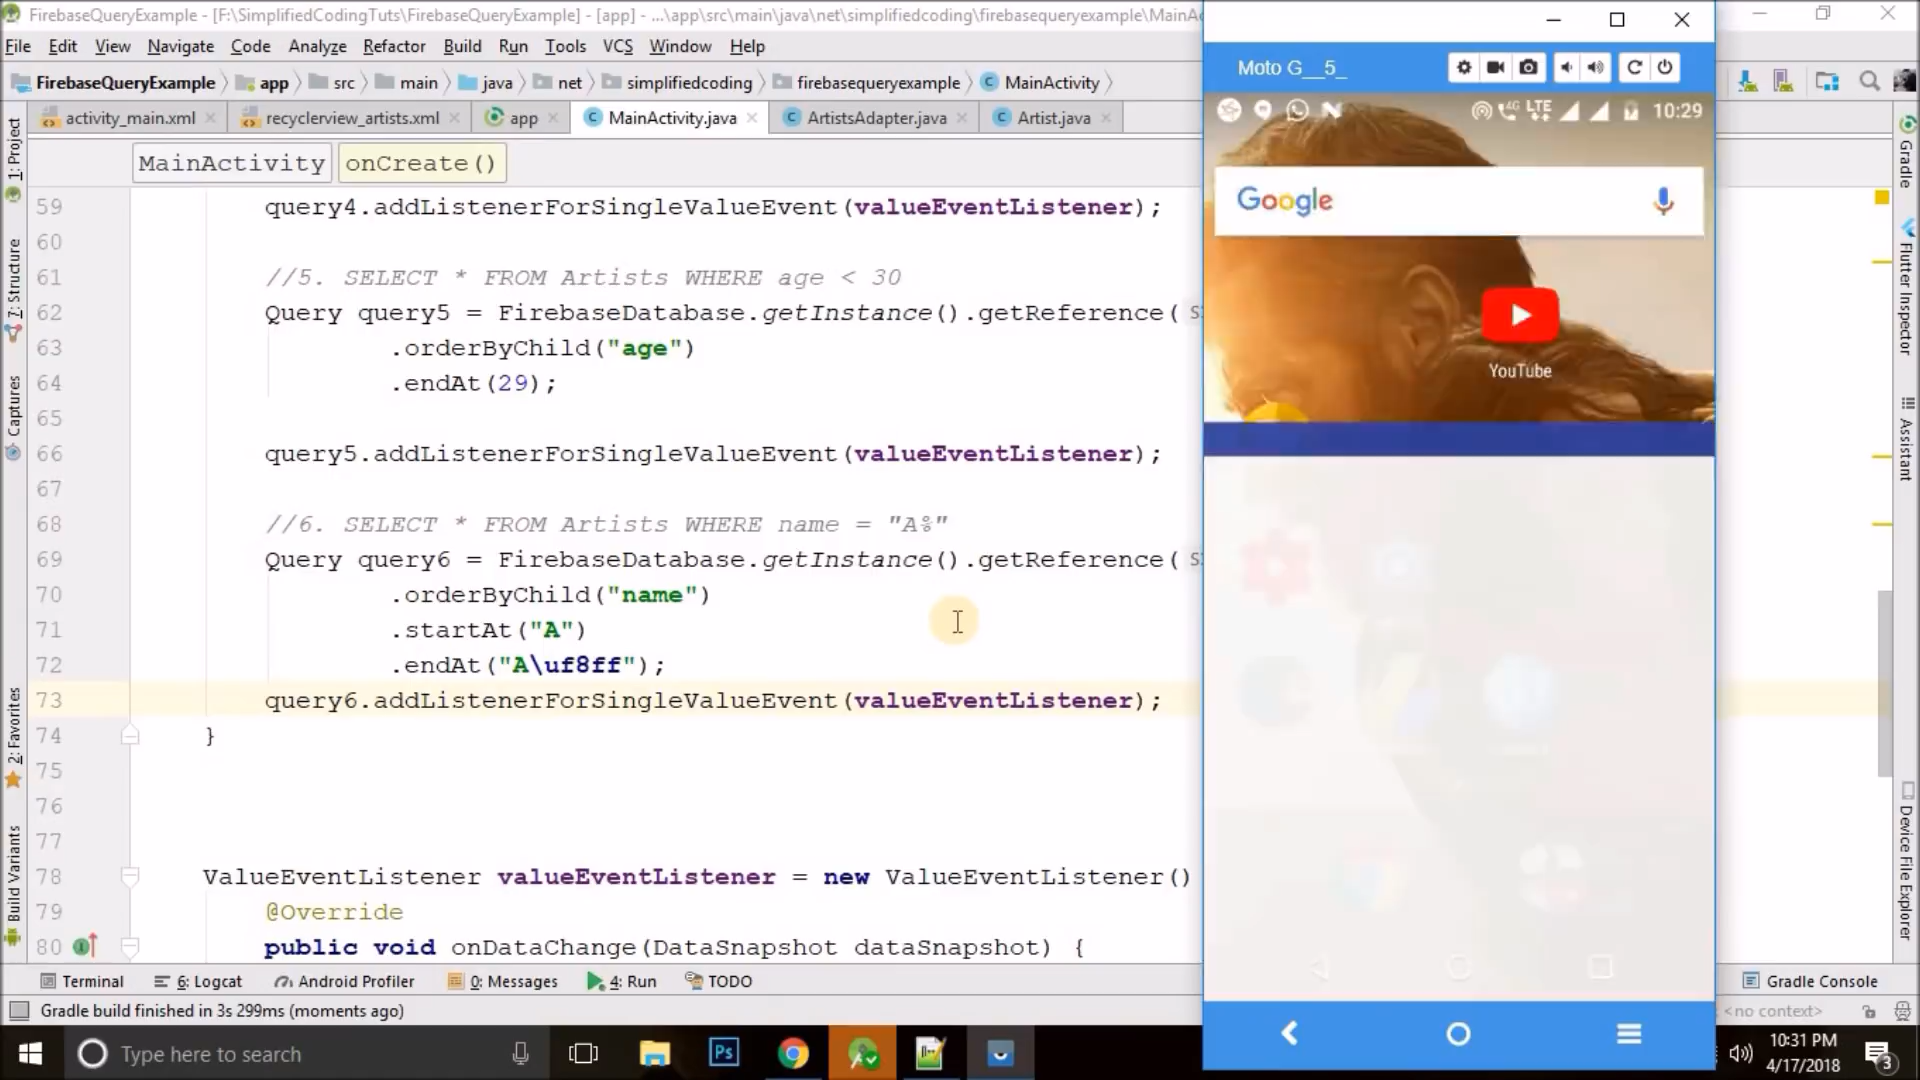 FirebaseQueryExample - [F:\SimplifiedCodingTuts\FirebaseQueryExample] - [app] - ...\app\src\main\java\net\simplifiedcoding\firebasequeryexample\MainAc
File Edit View Navigate Code Analyze Refactor Build Run Tools VCS Window Help
FirebaseQueryExample app src main java net simplifiedcoding firebasequeryexample MainActivity
activity_main.xml recyclerview_artists.xml app MainActivity.java ArtistsAdapter.java Artist.java
MainActivity onCreate()
59 query4.addListenerForSingleValueEvent(valueEventListener);
60
61 //5. SELECT * FROM Artists WHERE age < 30
62 Query query5 = FirebaseDatabase.getInstance().getReference( S
63 .orderByChild("age")
64 .endAt(29);
65
66 query5.addListenerForSingleValueEvent(valueEventListener);
67
68 //6. SELECT * FROM Artists WHERE name = "A%"
69 Query query6 = FirebaseDatabase.getInstance().getReference( S
70 .orderByChild("name")
71 .startAt("A")
72 .endAt("A\uf8ff");
73 query6.addListenerForSingleValueEvent(valueEventListener);
74 }
75
76
77
78 ValueEventListener valueEventListener = new ValueEventListener()
79 @Override
80 public void onDataChange(DataSnapshot dataSnapshot) {
1: Project
7: Structure
Captures
2: Favorites
Build Variants
Terminal 6: Logcat Android Profiler 0: Messages 4: Run TODO Gradle Console
Gradle build finished in 3s 299ms (moments ago)
<no context>
Moto G__5_
4G LTE 10:29
Google
YouTube
Gradle
Flutter Inspector
Assistant
Device File Explorer
Type here to search
Ps
10:31 PM
4/17/2018
3